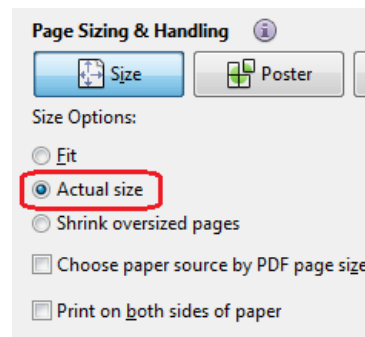 Page Sizing & Handling
Size Poster
Size Options:
Fit
Actual size
Shrink oversized pages
Choose paper source by PDF page size
Print on both sides of paper